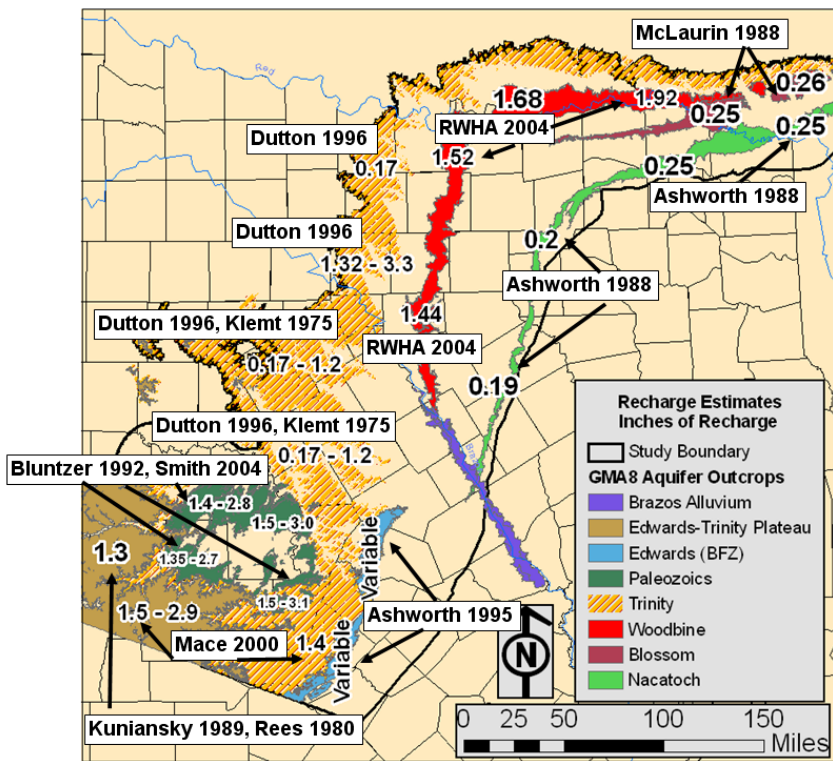 McLaurin 1988
Red
0.26
1.68
1.92
0.25
0.25
RWHA 2004
Dutton 1996
1.52
0.17
0.25
Ashworth 1988
Dutton 1996
0.2
1.32 - 3.3
Ashworth 1988
1.44
Dutton 1996, Klemt 1975
RWHA 2004
0.17 - 1.2
0.19
Dutton 1996, Klemt 1975
0.17 - 1.2
Bluntzer 1992, Smith 2004
1.4 - 2.8
1.5 - 3.0
Variable
1.3
1.35 - 2.7
1.5 - 3.1
1.5 - 2.9
Ashworth 1995
Mace 2000
1.4
Variable
Kuniansky 1989, Rees 1980
Recharge Estimates
Inches of Recharge
Study Boundary
GMA8 Aquifer Outcrops
Brazos Alluvium
Edwards-Trinity Plateau
Edwards (BFZ)
Paleozoics
Trinity
Woodbine
Blossom
Nacatoch
N
0 25 50 100 150
Miles